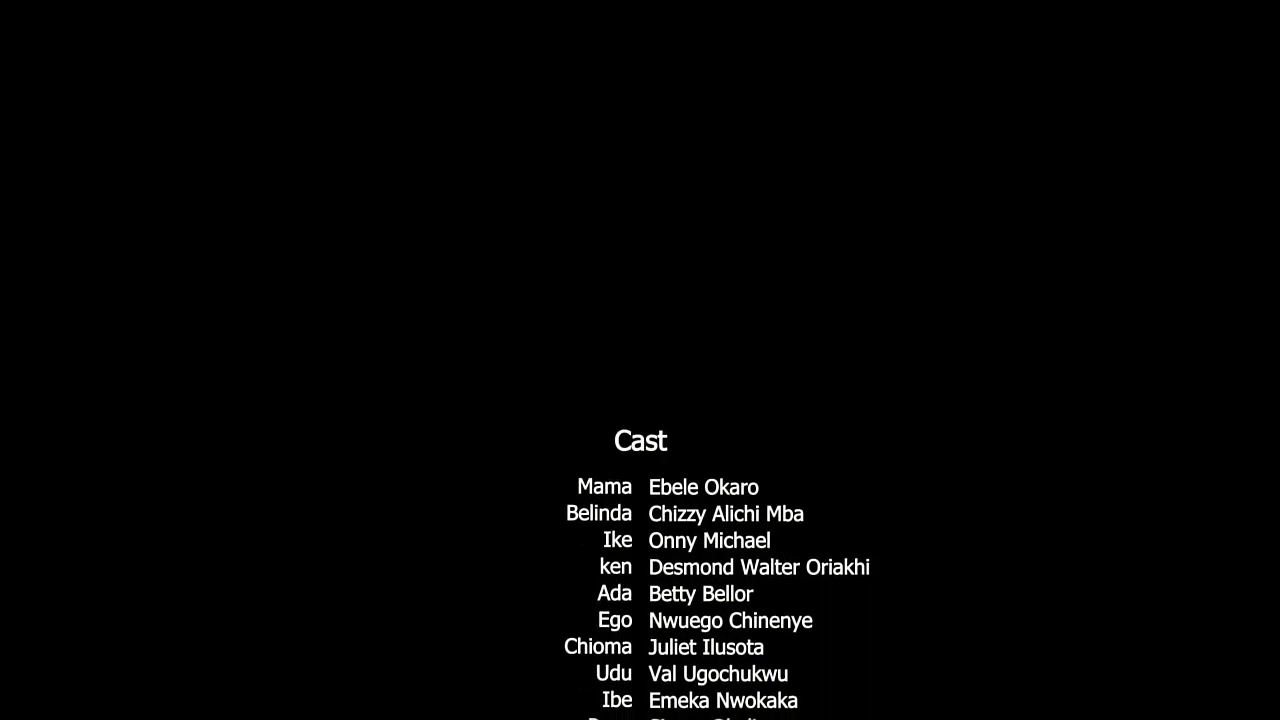 Cast
Mama Ebele Okaro
Belinda Chizzy Alichi Mba
Ike Onny Michael
ken Desmond Walter Oriakhi
Ada Betty Bellor
Ego Nwuego Chinenye
Chioma Juliet Ilusota
Udu Val Ugochukwu
Ibe Emeka Nwokaka